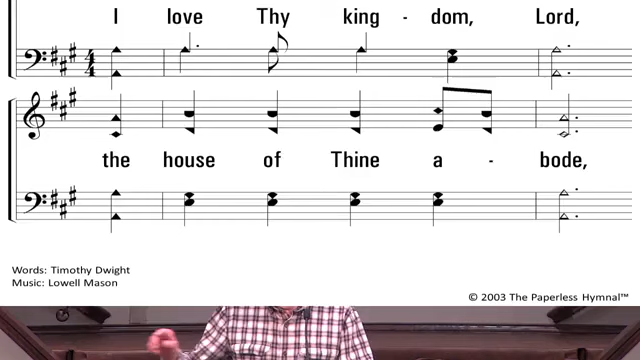 I love Thy king - dom, Lord,
the house of Thine a - bode,
Words: Timothy Dwight
Music: Lowell Mason
© 2003 The Paperless Hymnal™